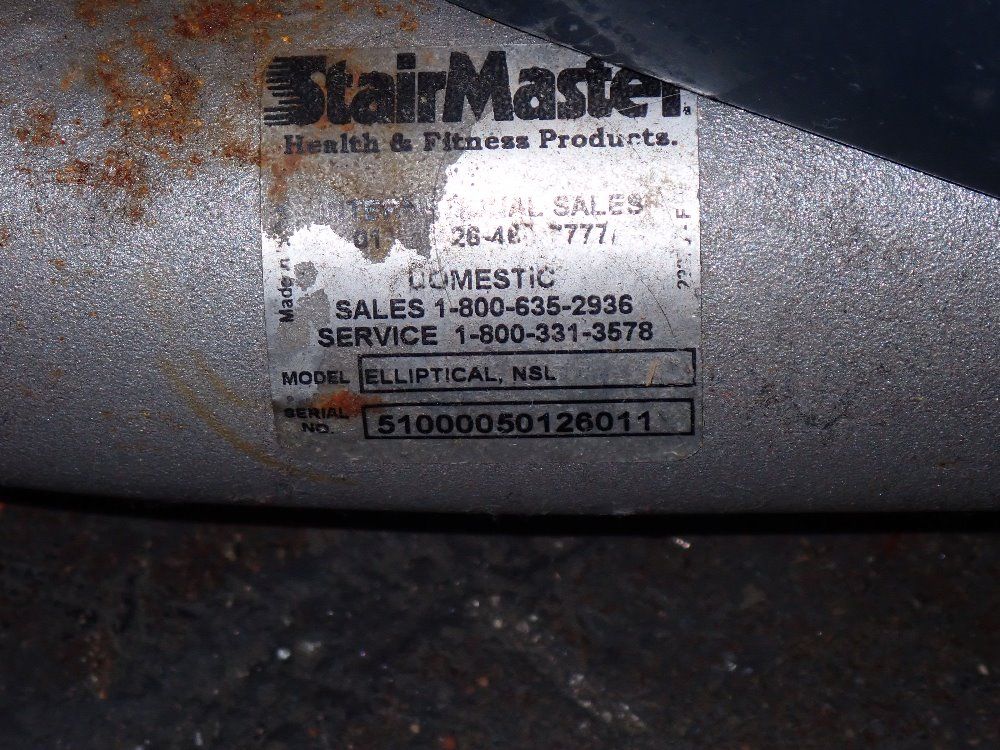 StairMaster
Health & Fitness Products.
SALES
DOMESTIC
SALES 1-800-635-2936
SERVICE 1-800-331-3578
MODEL ELLIPTICAL, NSL
SERIAL NO. 51000050126011
Made